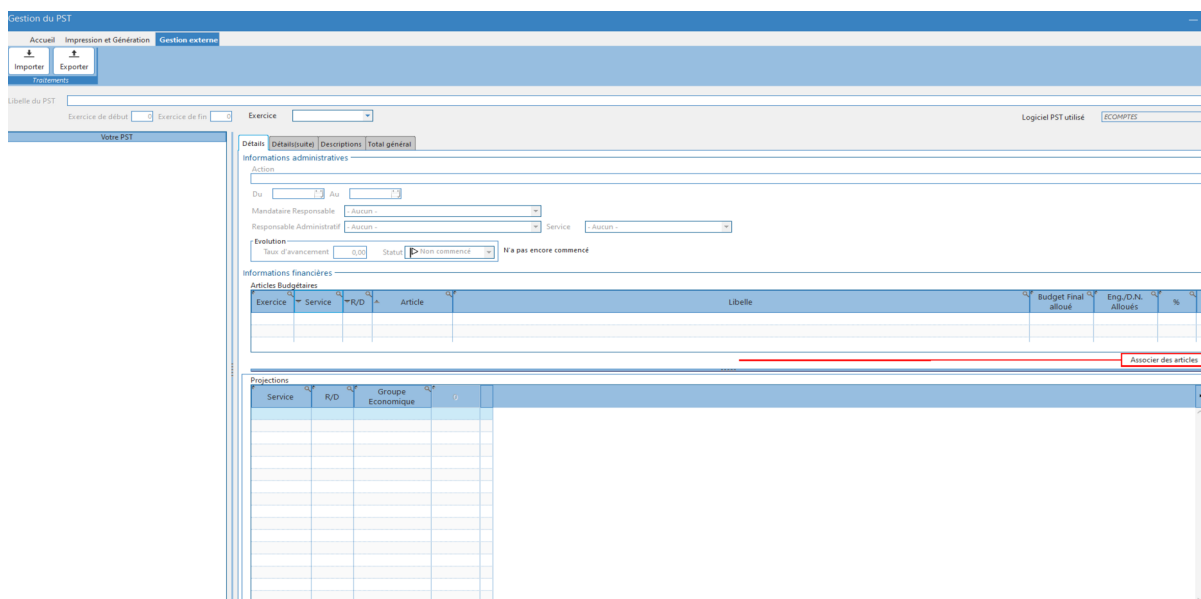 Gestion du PST
Accueil Impression et Génération Gestion externe
Importer Exporter
Traitements
Libelle du PST
Exercice de début 0 Exercice de fin 0 Exercice Logiciel PST utilisé ECOMPTES
Votre PST
Détails Détails(suite) Descriptions Total général
Informations administratives
Action
Du Au
Mandataire Responsable - Aucun -
Responsable Administratif - Aucun - Service - Aucun -
Evolution
Taux d'avancement 0,00 Statut Non commencé N'a pas encore commencé
Informations financières
Articles Budgétaires
Exercice Service R/D Article Libelle Budget Final alloué Eng./D.N. Alloués %
Associer des articles
Projections
Service R/D Groupe Economique 0